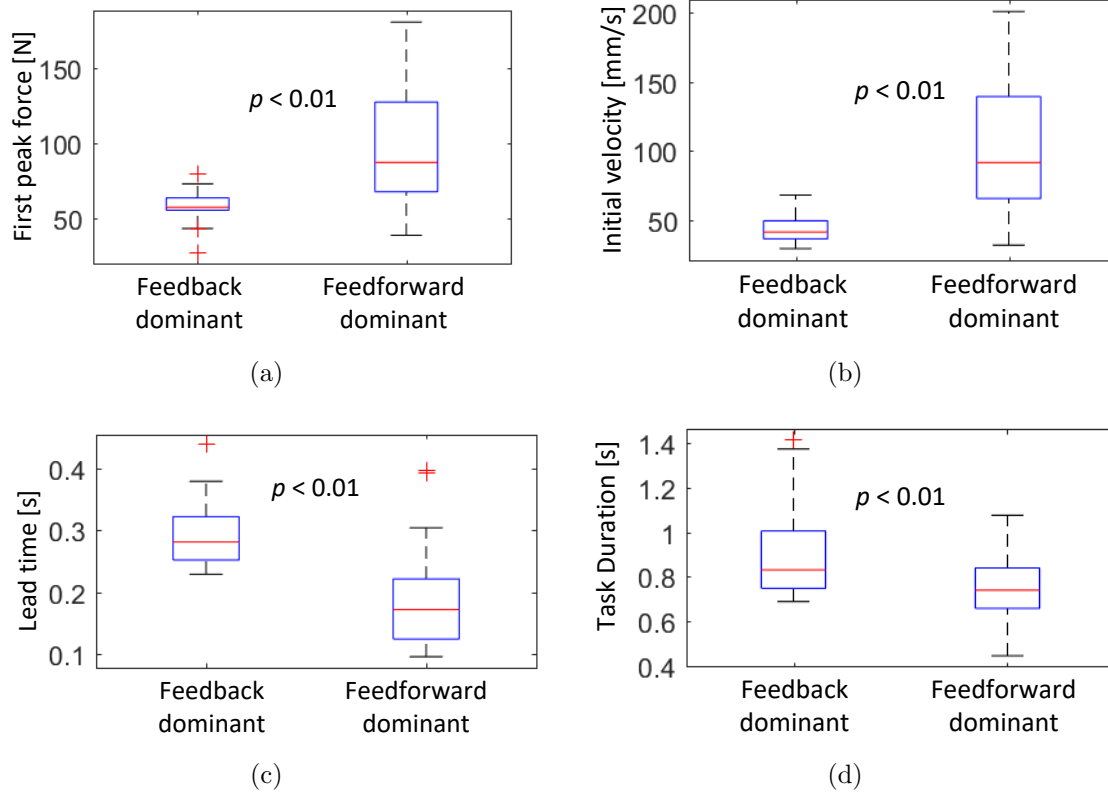 First peak force [N]
150
100
50
p < 0.01
Feedback
dominant
Feedforward
dominant
(a)
Initial velocity [mm/s]
200
150
100
50
p < 0.01
Feedback
dominant
Feedforward
dominant
(b)
Lead time [s]
0.4
0.3
0.2
0.1
p < 0.01
Feedback
dominant
Feedforward
dominant
(c)
Task Duration [s]
1.4
1.2
1
0.8
0.6
0.4
p < 0.01
Feedback
dominant
Feedforward
dominant
(d)